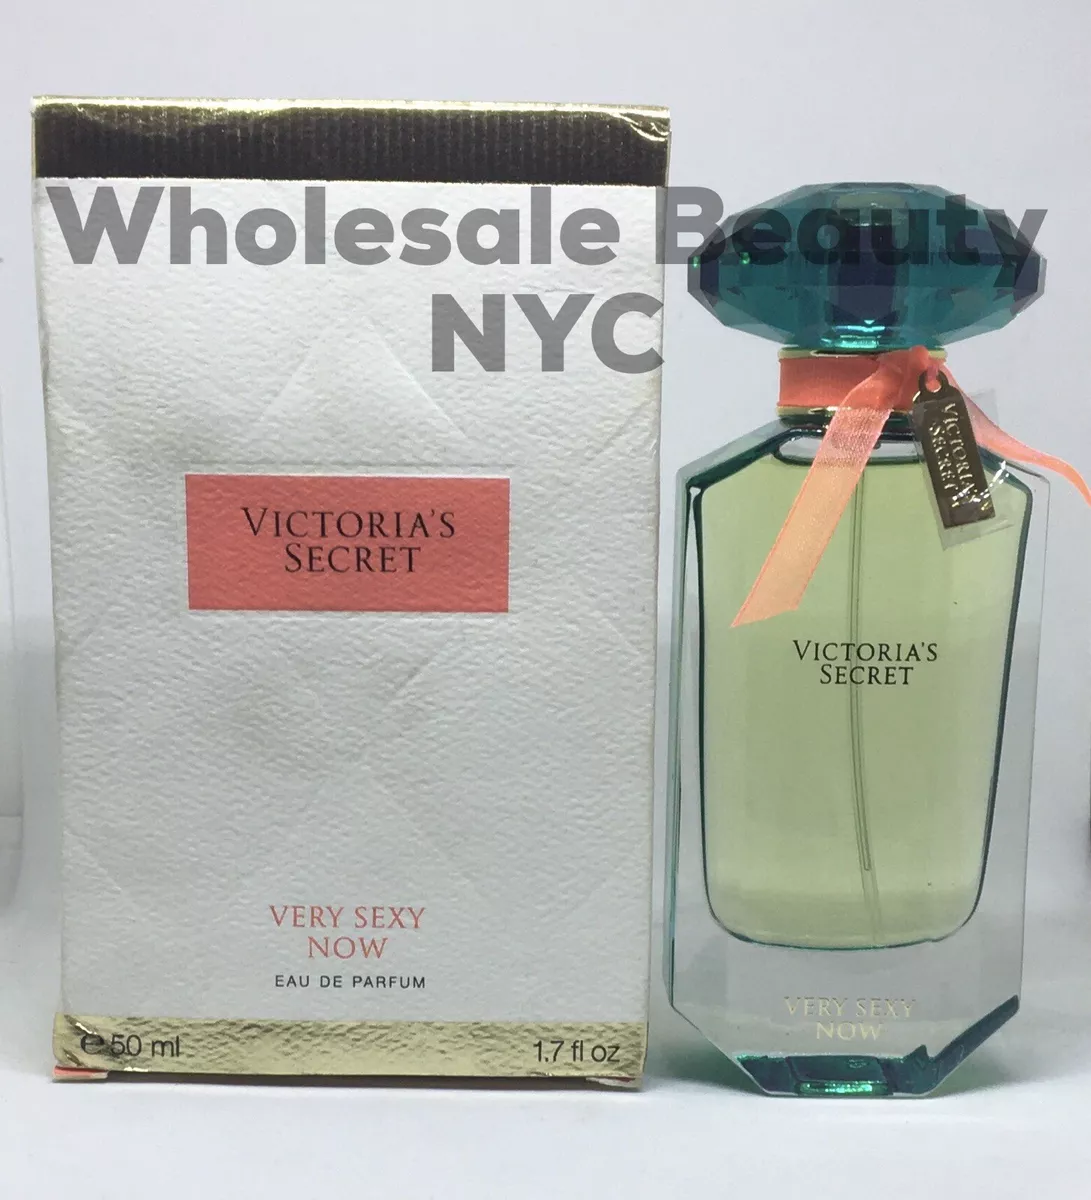 Wholesale Beauty
NYC
VICTORIA'S
SECRET
VERY SEXY
NOW
EAU DE PARFUM
℮ 50 ml
1.7 fl oz
VICTORIA'S
SECRET
VICTORIA'S
SECRET
VERY SEXY
NOW